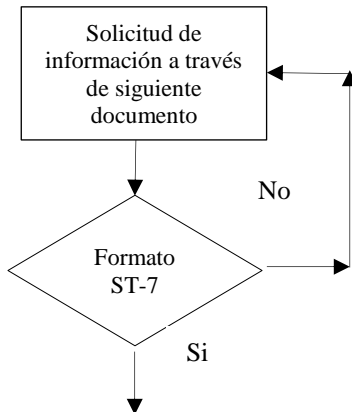 Solicitud de
información a través
de siguiente
documento
No
Formato
ST-7
Si